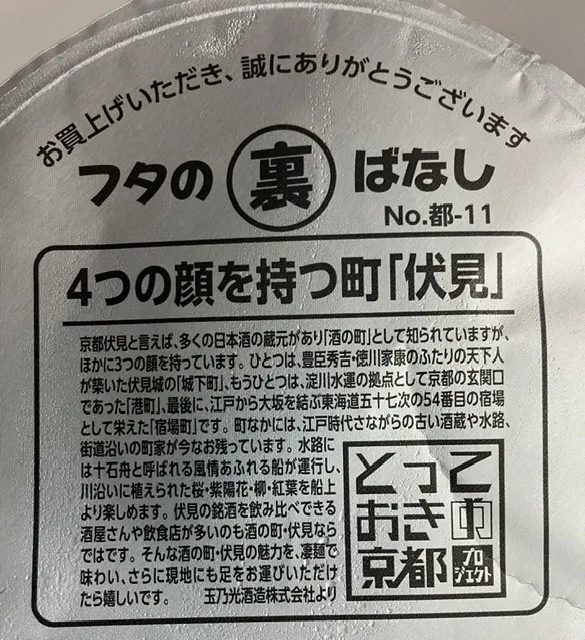 お買上げいただき、誠にありがとうございます
フタの裏ばなし
No.都-11
4つの顔を持つ町「伏見」
京都伏見と言えば、多くの日本酒の蔵元があり「酒の町」として知られていますが、
ほかに3つの顔を持っています。ひとつは、豊臣秀吉・徳川家康のふたりの天下人
が築いた伏見城の「城下町」、もうひとつは、淀川水運の拠点として京都の玄関口
であった「港町」、最後に、江戸から大坂を結ぶ東海道五十七次の54番目の宿場
として栄えた「宿場町」です。町なかには、江戸時代さながらの古い酒蔵や水路、
街道沿いの町家が今なお残っています。水路に
は十石舟と呼ばれる風情あふれる船が運行し、
川沿いに植えられた桜・紫陽花・柳・紅葉を船上
より楽しめます。伏見の銘酒を飲み比べできる
酒屋さんや飲食店が多いのも酒の町・伏見なら
ではです。そんな酒の町・伏見の魅力を、凄麺で
味わい、さらに現地にも足をお運びいただけ
たら嬉しいです。 玉乃光酒造株式会社より
とって
おきの
京都プロジェクト